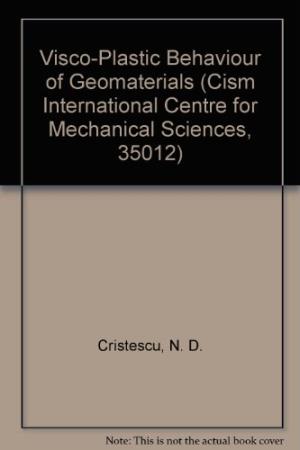 Visco-Plastic Behaviour
of Geomaterials (Cism
International Centre for
Mechanical Sciences,
35012)
Cristescu, N. D.
Note: This is not the actual book cover